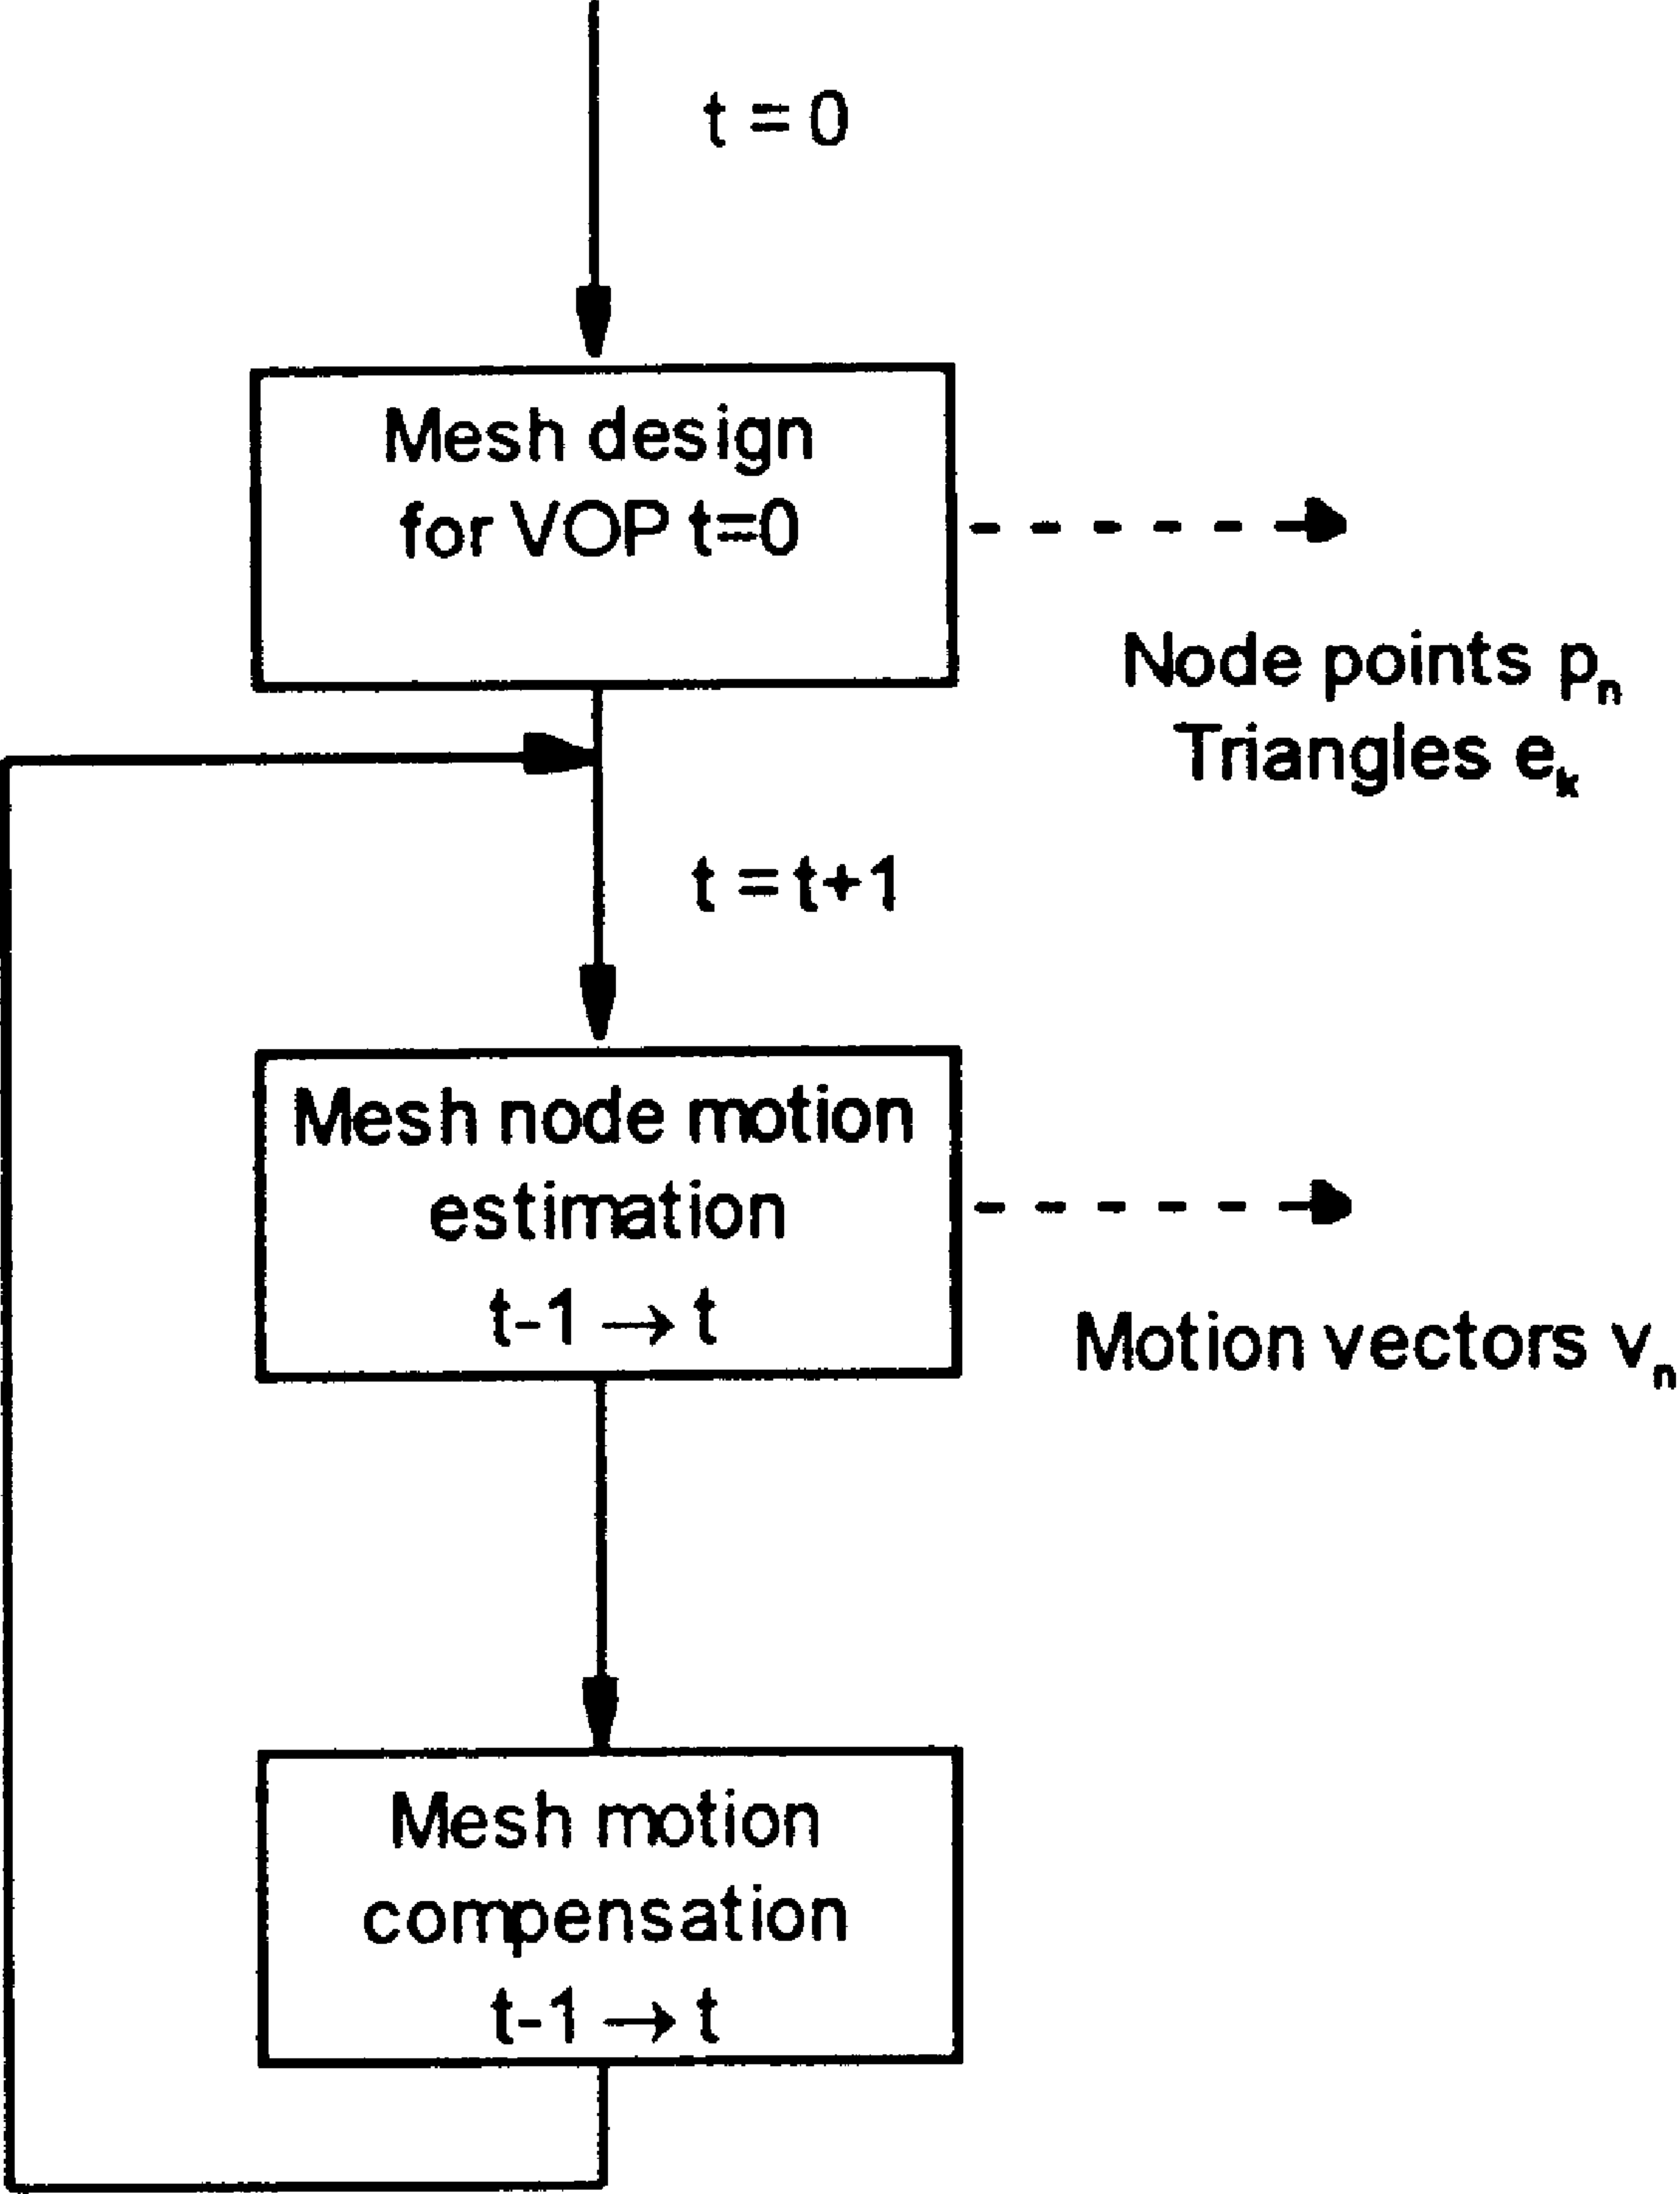 t = 0
Mesh design
for VOP t=0
Node points pₙ
Triangles eₖ
t = t+1
Mesh node motion
estimation
t-1 → t
Motion vectors vₙ
Mesh motion
compensation
t-1 → t